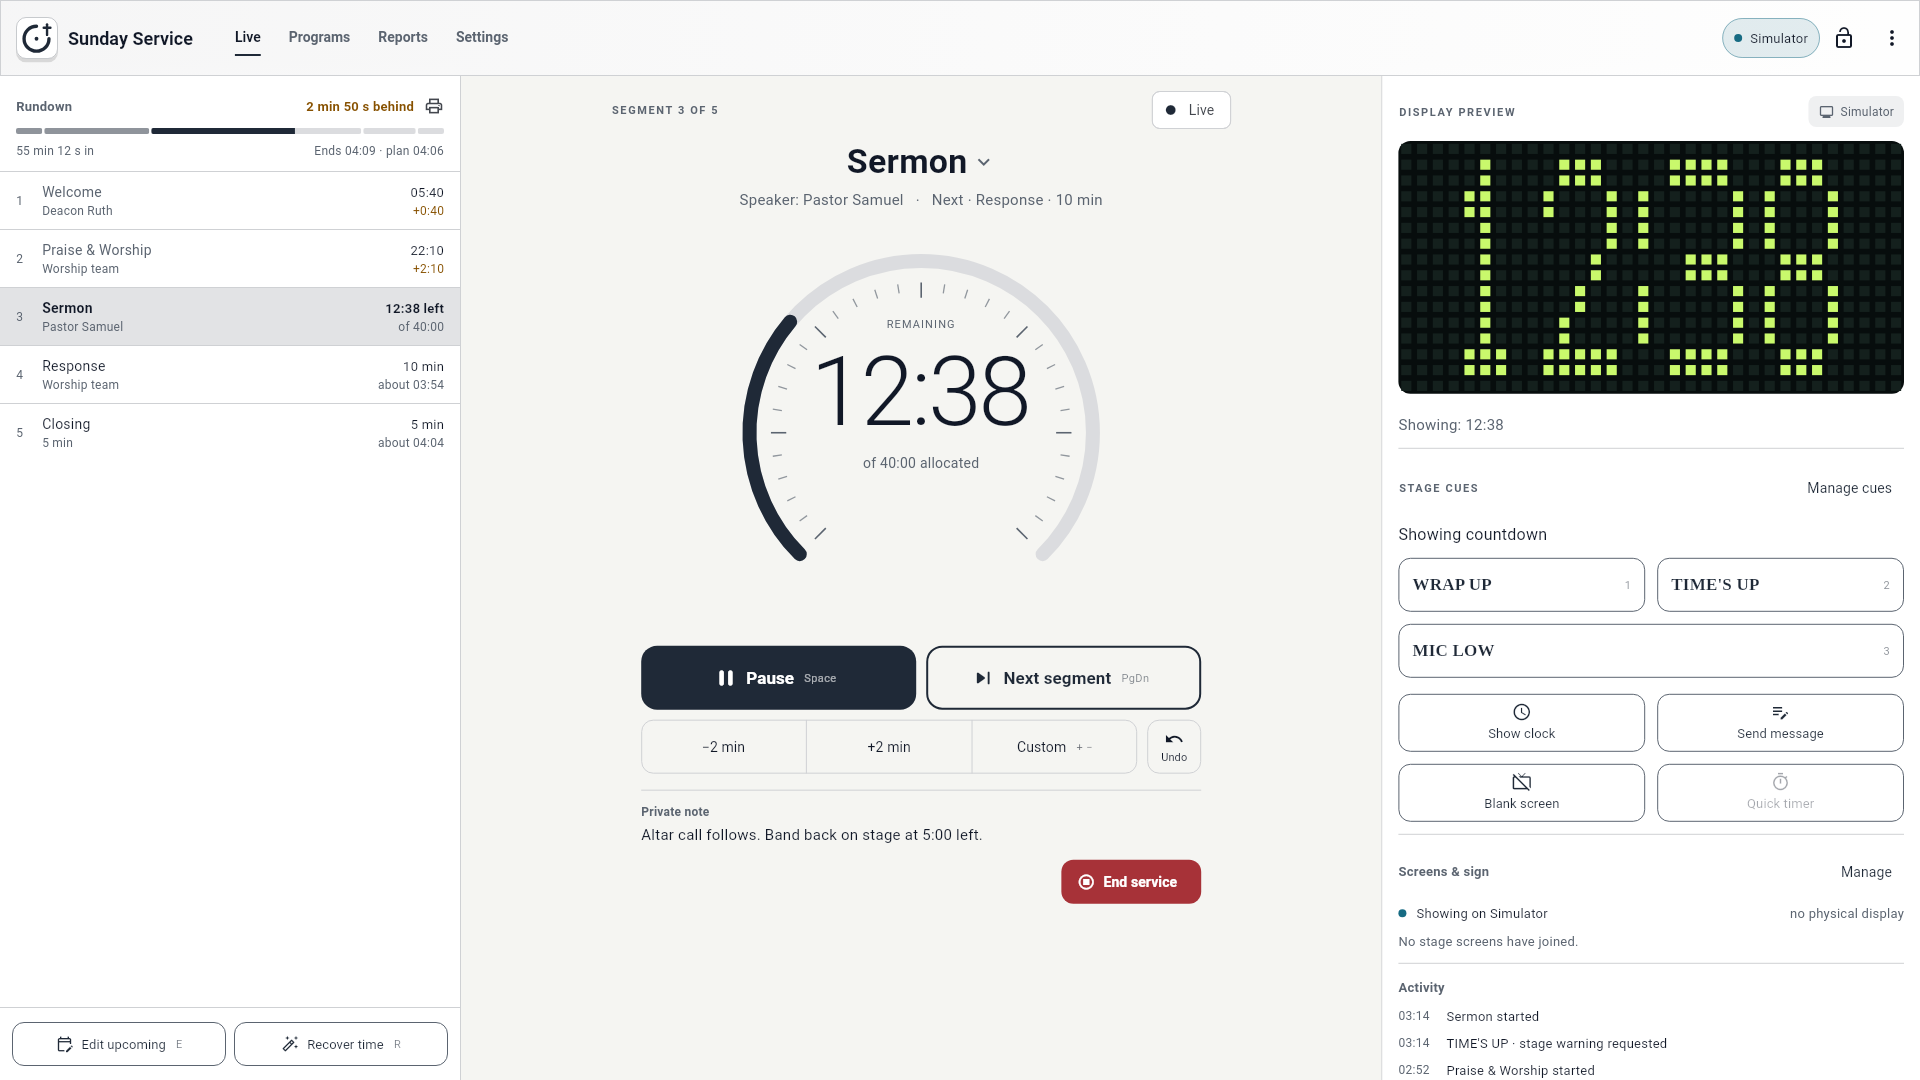 Sunday Service
Live Programs Reports Settings
Simulator
Rundown 2 min 50 s behind
55 min 12 s in Ends 04:09 · plan 04:06
1 Welcome 05:40
Deacon Ruth +0:40
2 Praise & Worship 22:10
Worship team +2:10
3 Sermon 12:38 left
Pastor Samuel of 40:00
4 Response 10 min
Worship team about 03:54
5 Closing 5 min
5 min about 04:04
Edit upcoming E
Recover time R
SEGMENT 3 OF 5
Live
Sermon
Speaker: Pastor Samuel · Next · Response · 10 min
REMAINING
12:38
of 40:00 allocated
Pause Space
Next segment PgDn
−2 min
+2 min
Custom + −
Undo
Private note
Altar call follows. Band back on stage at 5:00 left.
End service
DISPLAY PREVIEW
Simulator
12:38
Showing: 12:38
STAGE CUES
Manage cues
Showing countdown
WRAP UP 1
TIME'S UP 2
MIC LOW 3
Show clock
Send message
Blank screen
Quick timer
Screens & sign
Manage
Showing on Simulator no physical display
No stage screens have joined.
Activity
03:14 Sermon started
03:14 TIME'S UP · stage warning requested
02:52 Praise & Worship started